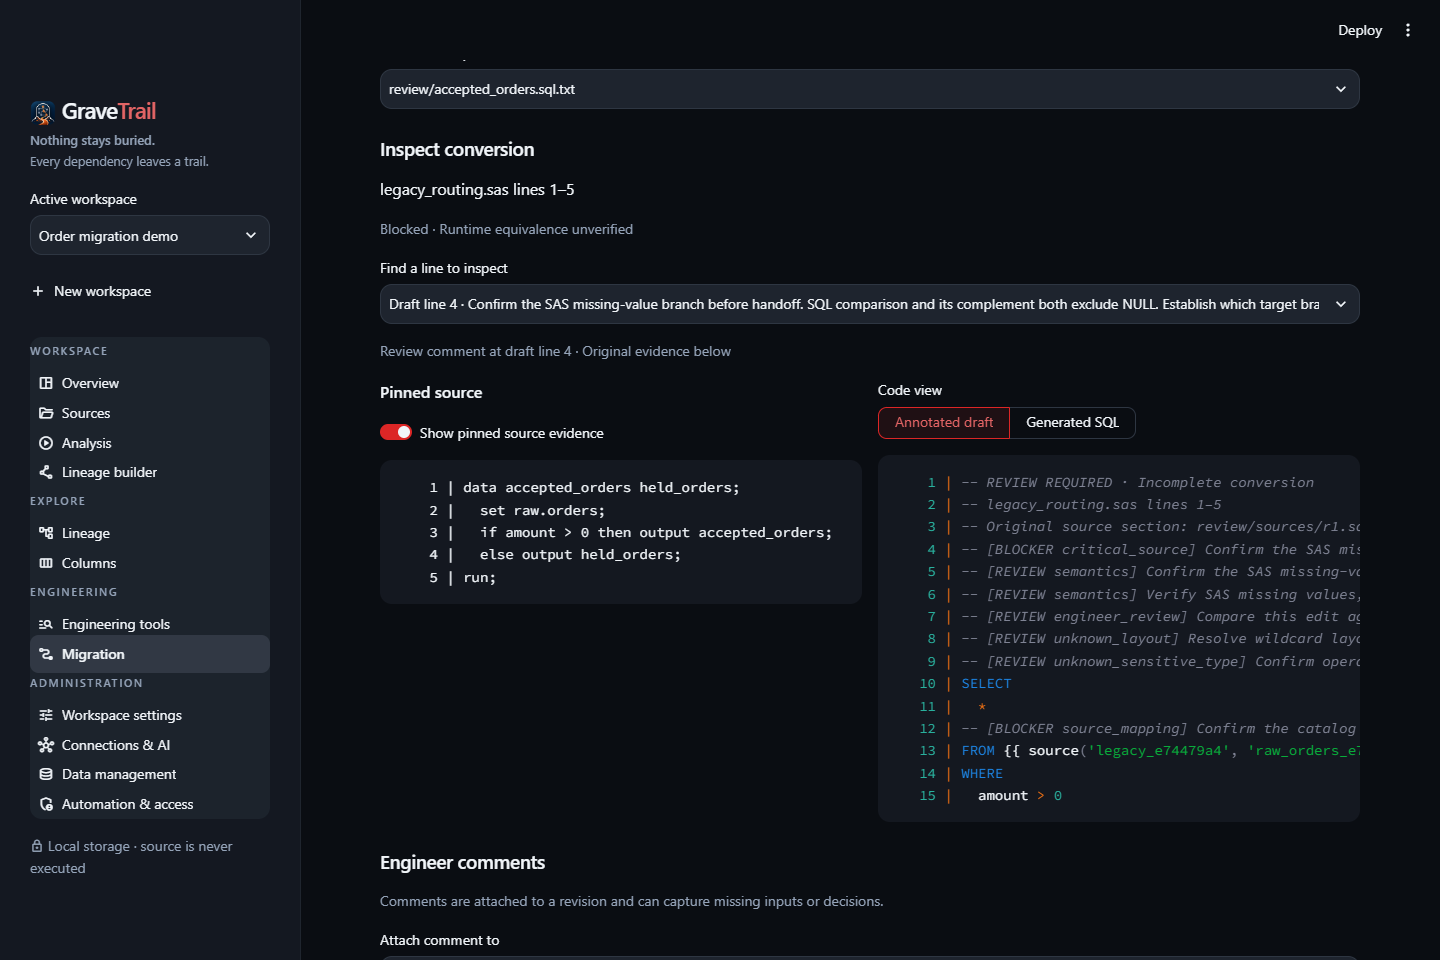 Deploy
GraveTrail
Nothing stays buried.
Every dependency leaves a trail.
Active workspace
Order migration demo
New workspace
WORKSPACE
Overview
Sources
Analysis
Lineage builder
EXPLORE
Lineage
Columns
ENGINEERING
Engineering tools
Migration
ADMINISTRATION
Workspace settings
Connections & AI
Data management
Automation & access
Local storage · source is never
executed
review/accepted_orders.sql.txt
Inspect conversion
legacy_routing.sas lines 1–5
Blocked · Runtime equivalence unverified
Find a line to inspect
Draft line 4 · Confirm the SAS missing-value branch before handoff. SQL comparison and its complement both exclude NULL. Establish which target bra
Review comment at draft line 4 · Original evidence below
Pinned source
Show pinned source evidence
1 | data accepted_orders held_orders;
2 |   set raw.orders;
3 |   if amount > 0 then output accepted_orders;
4 |   else output held_orders;
5 | run;
Code view
Annotated draft
Generated SQL
1 | -- REVIEW REQUIRED · Incomplete conversion
2 | -- legacy_routing.sas lines 1–5
3 | -- Original source section: review/sources/r1.sa
4 | -- [BLOCKER critical_source] Confirm the SAS mis
5 | -- [REVIEW semantics] Confirm the SAS missing-va
6 | -- [REVIEW semantics] Verify SAS missing values,
7 | -- [REVIEW engineer_review] Compare this edit ag
8 | -- [REVIEW unknown_layout] Resolve wildcard layo
9 | -- [REVIEW unknown_sensitive_type] Confirm opera
10 | SELECT
11 |   *
12 | -- [BLOCKER source_mapping] Confirm the catalog
13 | FROM {{ source('legacy_e74479a4', 'raw_orders_e7
14 | WHERE
15 |   amount > 0
Engineer comments
Comments are attached to a revision and can capture missing inputs or decisions.
Attach comment to